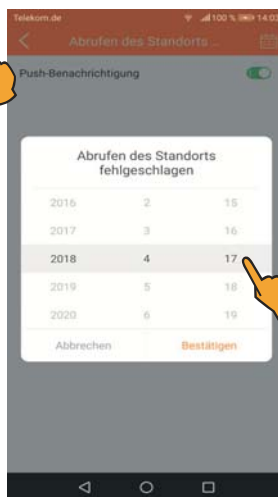 Telekom.de 100 % 14:03
Abrufen des Standorts ...
Push-Benachrichtigung
Abrufen des Standorts
fehlgeschlagen
2016 2 15
2017 3 16
2018 4 17
2019 5 18
2020 6 19
Abbrechen Bestätigen